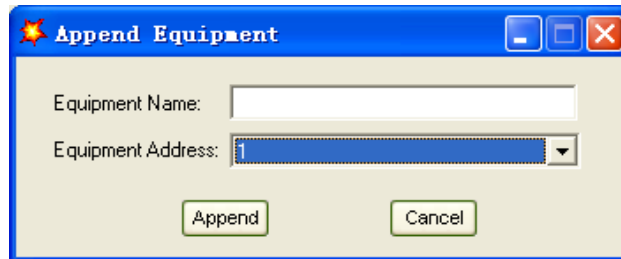 Append Equipment
Equipment Name:
Equipment Address: 1
Append Cancel